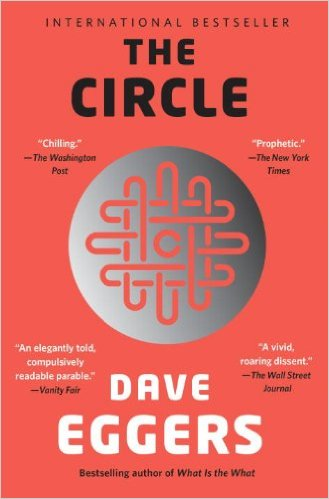 INTERNATIONAL BESTSELLER
THE
CIRCLE
“Chilling.”
—The Washington
Post
“Prophetic.”
—The New York
Times
“An elegantly told,
compulsively
readable parable.”
—Vanity Fair
“A vivid,
roaring dissent.”
—The Wall Street
Journal
DAVE
EGGERS
Bestselling author of What Is the What